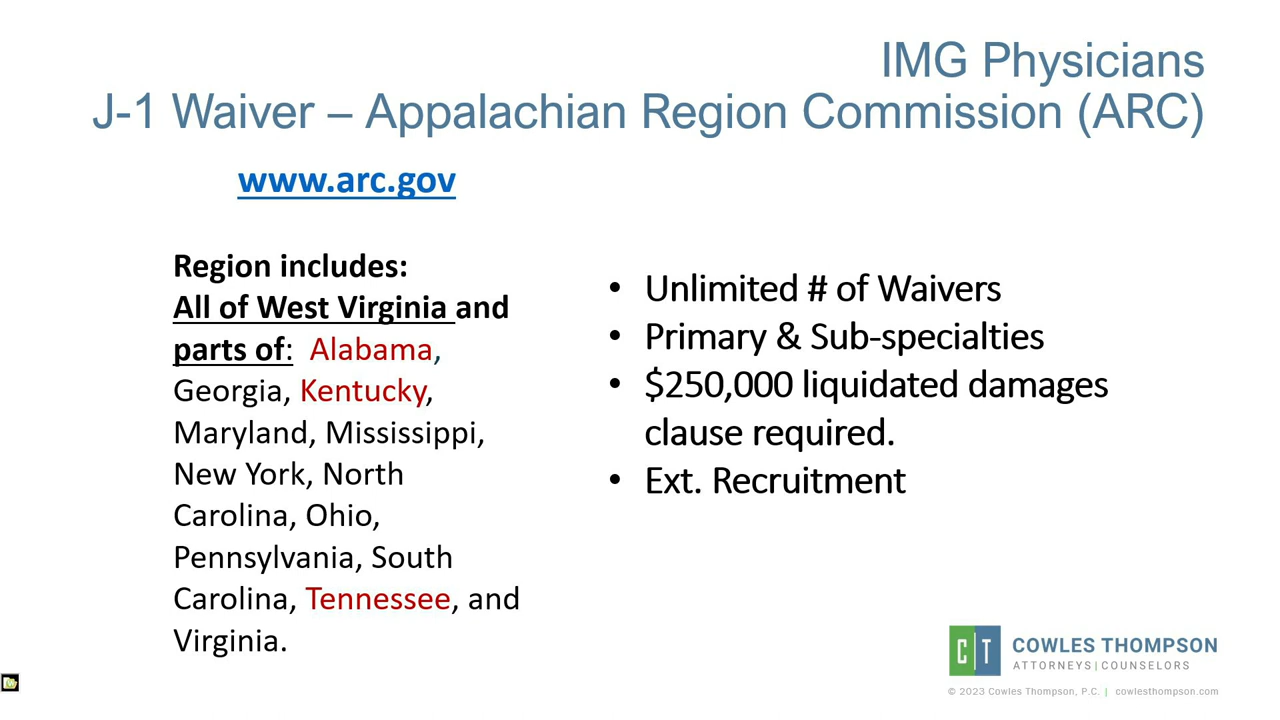 IMG Physicians
J-1 Waiver – Appalachian Region Commission (ARC)
www.arc.gov
Region includes:
All of West Virginia and
parts of: Alabama,
Georgia, Kentucky,
Maryland, Mississippi,
New York, North
Carolina, Ohio,
Pennsylvania, South
Carolina, Tennessee, and
Virginia.
• Unlimited # of Waivers
• Primary & Sub-specialties
• $250,000 liquidated damages
clause required.
• Ext. Recruitment
CT COWLES THOMPSON
ATTORNEYS | COUNSELORS
© 2023 Cowles Thompson, P.C. | cowlesthompson.com